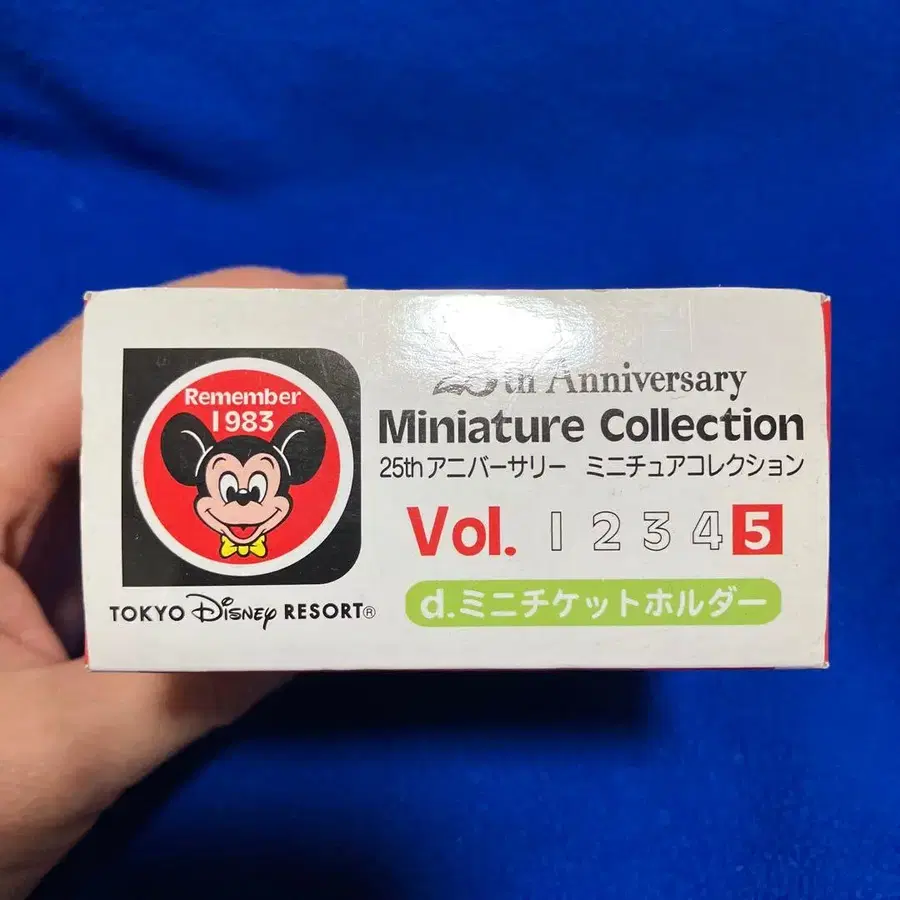 Remember
1983
TOKYO Disney RESORT®
25th Anniversary
Miniature Collection
25thアニバーサリー ミニチュアコレクション
Vol. 1 2 3 4 5
d.ミニチケットホルダー